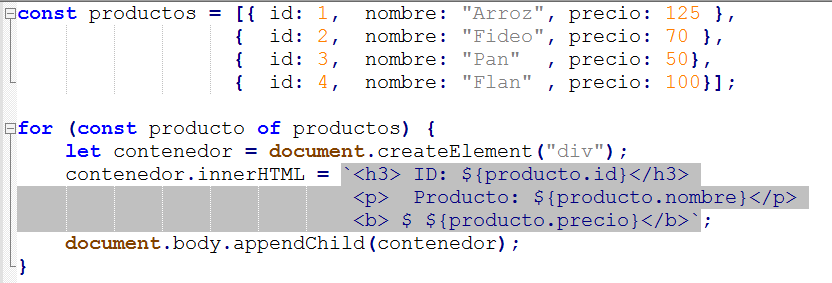 const productos = [{ id: 1,  nombre: "Arroz", precio: 125 },
                  {  id: 2,  nombre: "Fideo", precio: 70 },
                  {  id: 3,  nombre: "Pan"  , precio: 50},
                  {  id: 4,  nombre: "Flan" , precio: 100}];
for (const producto of productos) {
    let contenedor = document.createElement("div");
    contenedor.innerHTML = `<h3> ID: ${producto.id}</h3>
                            <p>  Producto: ${producto.nombre}</p>
                            <b> $ ${producto.precio}</b>`;
    document.body.appendChild(contenedor);
}